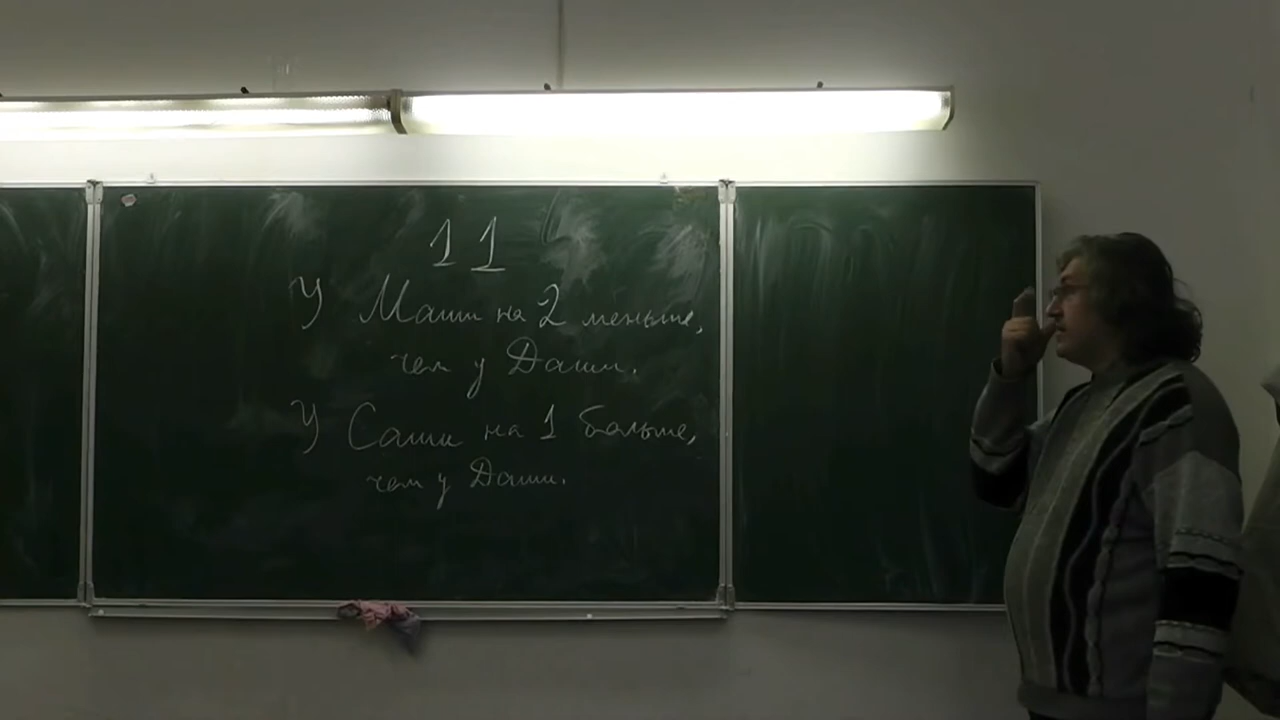 11
У Маши на 2 меньше,
чем у Даши.
У Саши на 1 больше,
чем у Даши.